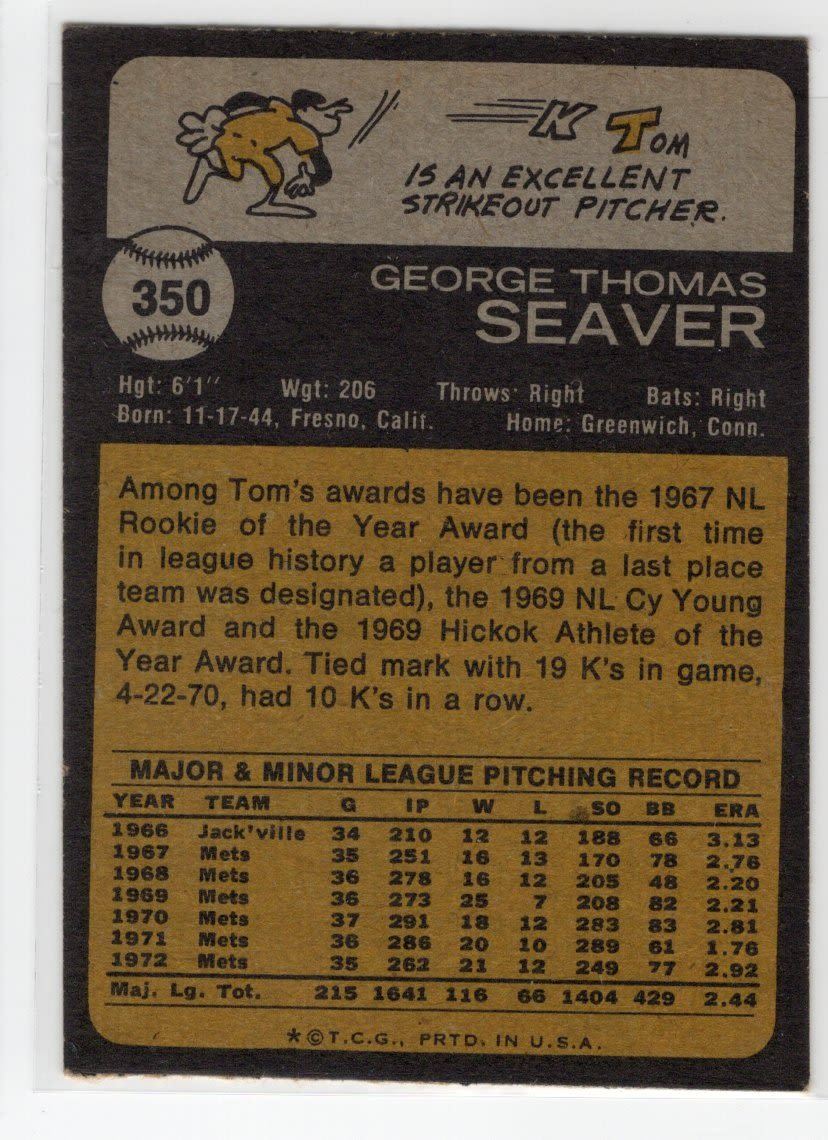 K TOM
IS AN EXCELLENT
STRIKEOUT PITCHER.
350
GEORGE THOMAS
SEAVER
Hgt: 6'1" Wgt: 206 Throws: Right Bats: Right
Born: 11-17-44, Fresno, Calif. Home: Greenwich, Conn.
Among Tom's awards have been the 1967 NL
Rookie of the Year Award (the first time
in league history a player from a last place
team was designated), the 1969 NL Cy Young
Award and the 1969 Hickok Athlete of the
Year Award. Tied mark with 19 K's in game,
4-22-70, had 10 K's in a row.
MAJOR & MINOR LEAGUE PITCHING RECORD
YEAR TEAM G IP W L SO BB ERA
1966 Jack'ville 34 210 12 12 188 66 3.13
1967 Mets 35 251 16 13 170 78 2.76
1968 Mets 36 278 16 12 205 48 2.20
1969 Mets 36 273 25 7 208 82 2.21
1970 Mets 37 291 18 12 283 83 2.81
1971 Mets 36 286 20 10 289 61 1.76
1972 Mets 35 262 21 12 249 77 2.92
Maj. Lg. Tot. 215 1641 116 66 1404 429 2.44
*©T.C.G., PRTD. IN U.S.A.